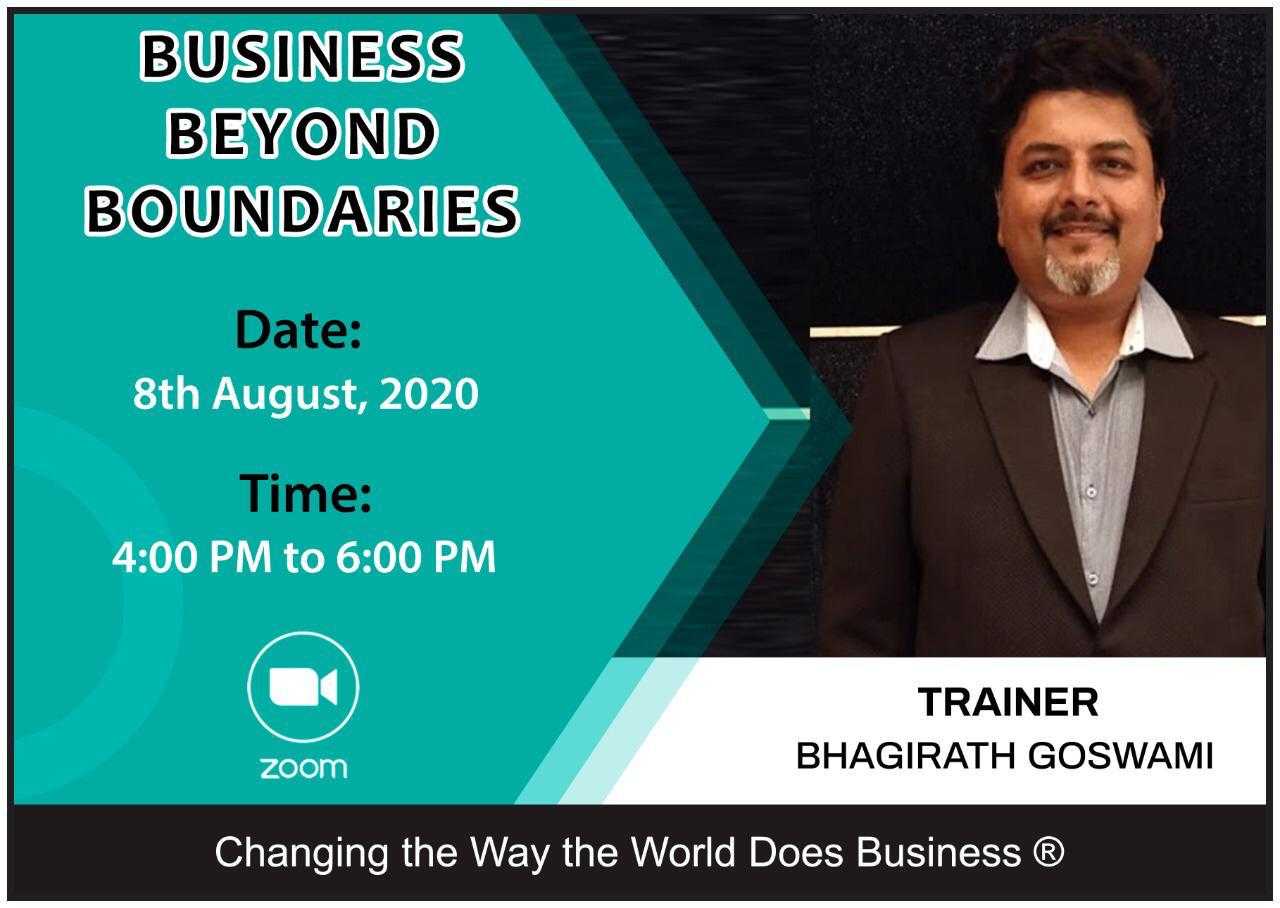 BUSINESS
BEYOND
BOUNDARIES
Date:
8th August, 2020
Time:
4:00 PM to 6:00 PM
zoom
TRAINER
BHAGIRATH GOSWAMI
Changing the Way the World Does Business ®